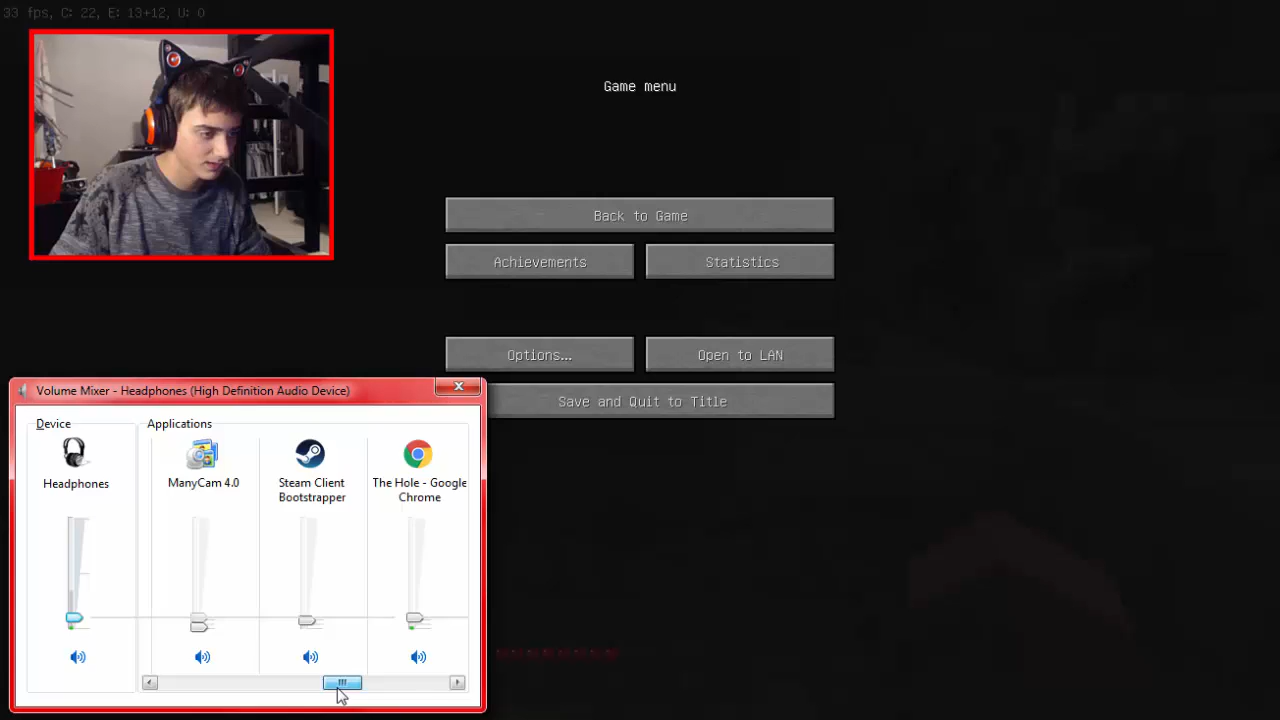 33 fps, C: 22, E: 13+12, U: 0
Game menu
Back to Game
Achievements
Statistics
Options...
Open to LAN
Save and Quit to Title
Volume Mixer - Headphones (High Definition Audio Device)
Device
Applications
Headphones
ManyCam 4.0
Steam Client
Bootstrapper
The Hole - Google
Chrome